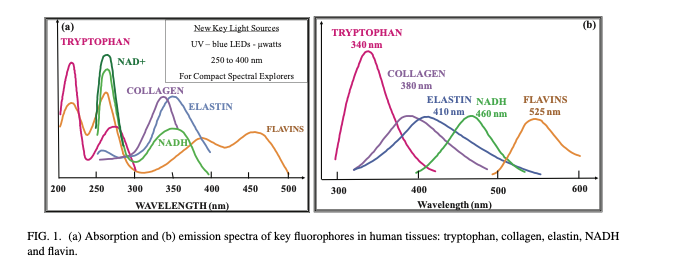 (a)
New Key Light Sources
UV – blue LEDs - µwatts
250 to 400 nm
For Compact Spectral Explorers
TRYPTOPHAN
NAD+
COLLAGEN
ELASTIN
FLAVINS
NADH
200 250 300 350 400 450 500
WAVELENGTH (nm)
(b)
TRYPTOPHAN
340 nm
COLLAGEN
380 nm
ELASTIN
410 nm
NADH
460 nm
FLAVINS
525 nm
300 400 500 600
Wavelength (nm)
FIG. 1. (a) Absorption and (b) emission spectra of key fluorophores in human tissues: tryptophan, collagen, elastin, NADH
and flavin.